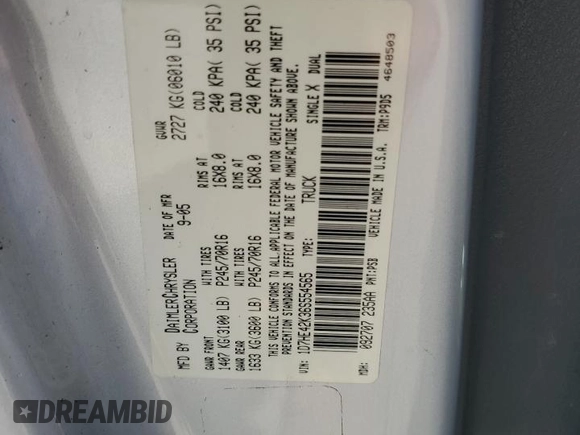 MFD BY DAIMLERCHRYSLER CORPORATION
DATE OF MFR 9-05
GVWR 2727 KG(06010 LB)
GAWR FRONT WITH TIRES RIMS AT COLD
1407 KG(3100 LB) P245/70R16 16X8.0 240 KPA( 35 PSI)
GAWR REAR WITH TIRES RIMS AT COLD
1633 KG(3600 LB) P245/70R16 16X8.0 240 KPA( 35 PSI)
THIS VEHICLE CONFORMS TO ALL APPLICABLE FEDERAL MOTOR VEHICLE SAFETY AND THEFT
PREVENTION STANDARDS IN EFFECT ON THE DATE OF MANUFACTURE SHOWN ABOVE.
VIN: 1D7HE42K36S554565 TYPE: TRUCK SINGLE X DUAL
MDH: 092707 235AA PNT:PSB VEHICLE MADE IN U.S.A. TRM:P9D5
4648503
DREAMBID